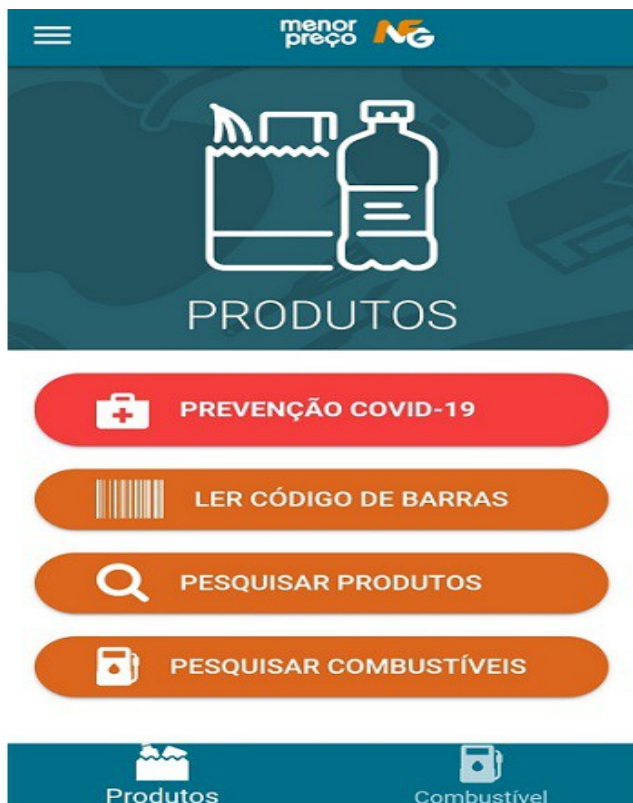 menor
preço NFG
PRODUTOS
PREVENÇÃO COVID-19
LER CÓDIGO DE BARRAS
PESQUISAR PRODUTOS
PESQUISAR COMBUSTÍVEIS
Produtos
Combustível